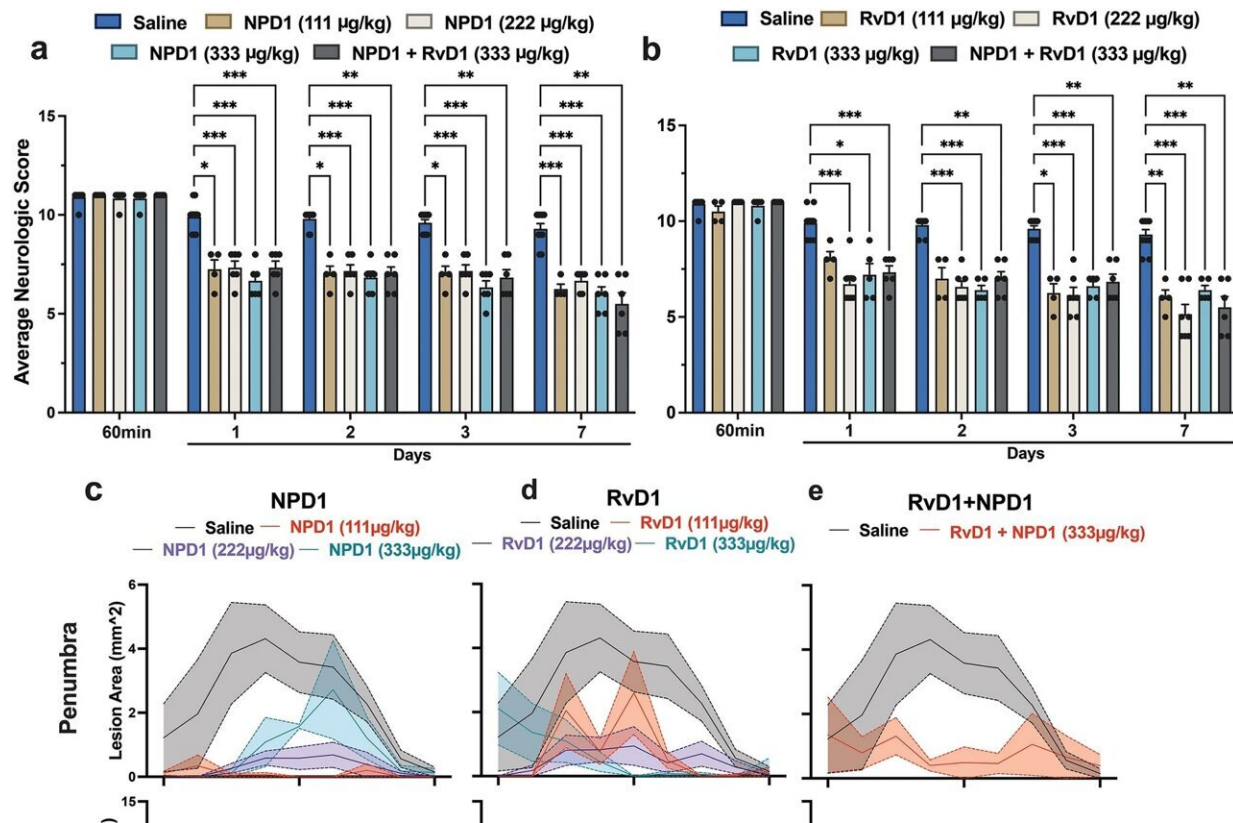 a
Saline NPD1 (111 µg/kg) NPD1 (222 µg/kg)
NPD1 (333 µg/kg) NPD1 + RvD1 (333 µg/kg)
*** ** ** **
*** *** *** ***
*** *** *** ***
* * * ***
15
10
5
0
Average Neurologic Score
60min 1 2 3 7
Days
b
Saline RvD1 (111 µg/kg) RvD1 (222 µg/kg)
RvD1 (333 µg/kg) NPD1 + RvD1 (333 µg/kg)
** **
*** ** *** ***
* *** *** ***
*** *** * **
15
10
5
0
60min 1 2 3 7
Days
c
NPD1
Saline NPD1 (111µg/kg)
NPD1 (222µg/kg) NPD1 (333µg/kg)
Penumbra
Lesion Area (mm^2)
6
4
2
0
15
)
d
RvD1
Saline RvD1 (111µg/kg)
RvD1 (222µg/kg) RvD1 (333µg/kg)
e
RvD1+NPD1
Saline RvD1 + NPD1 (333µg/kg)